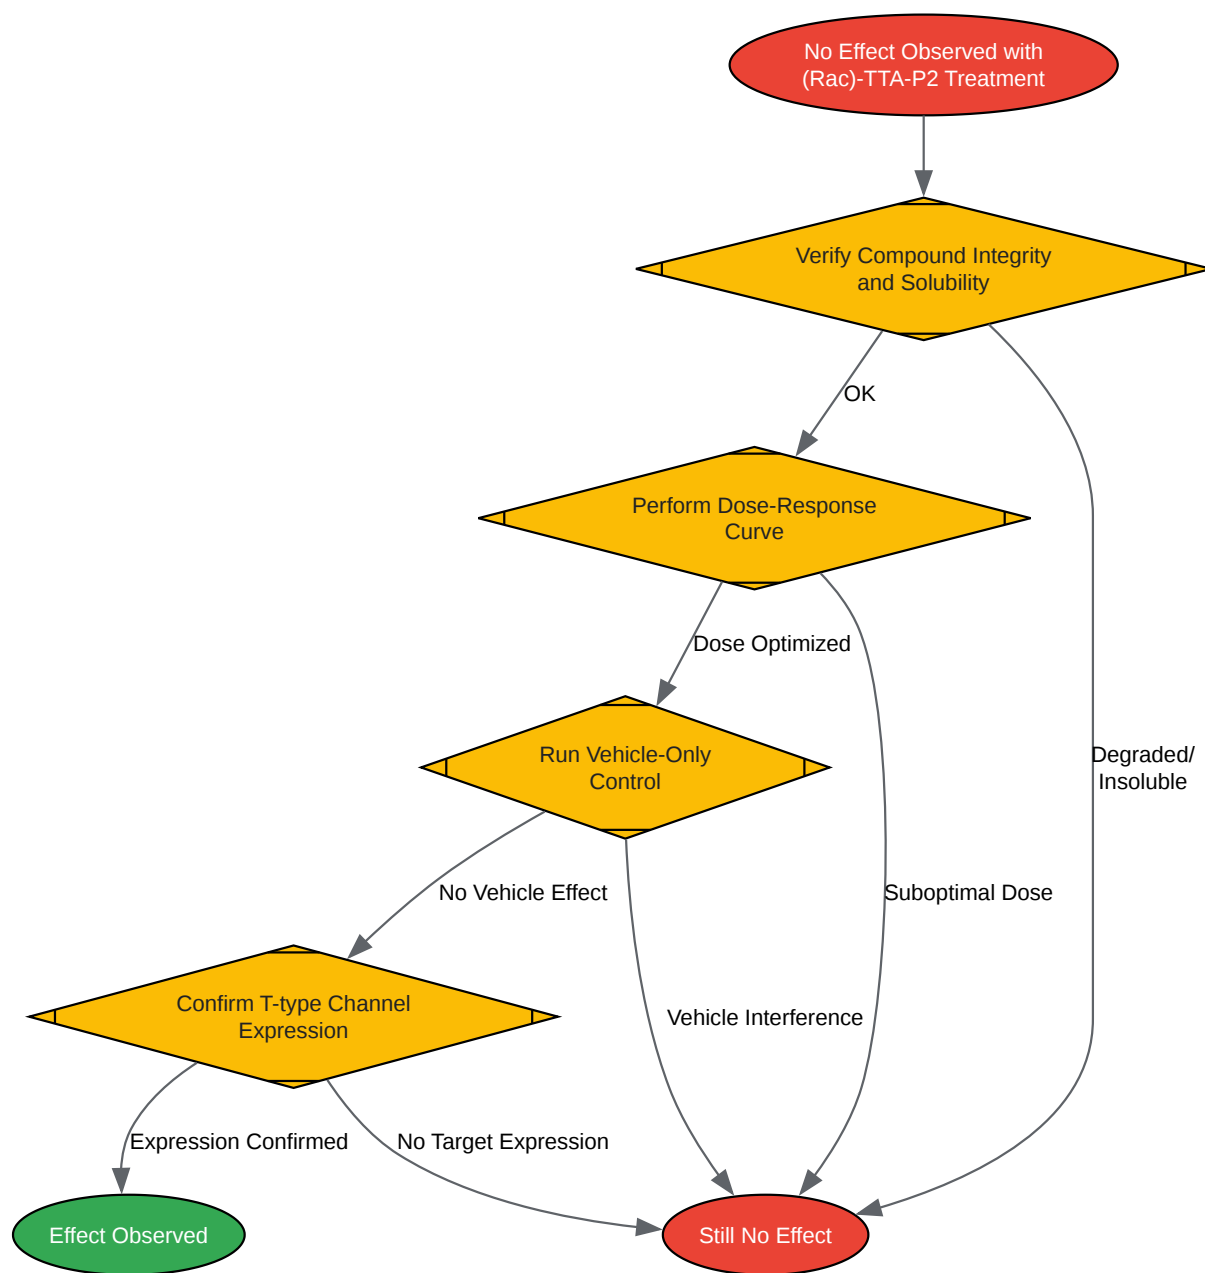 No Effect Observed with
(Rac)-TTA-P2 Treatment
Verify Compound Integrity
and Solubility
OK
Perform Dose-Response
Curve
Dose Optimized
Run Vehicle-Only
Control
Degraded/
Insoluble
No Vehicle Effect
Suboptimal Dose
Confirm T-type Channel
Expression
Vehicle Interference
Expression Confirmed
No Target Expression
Effect Observed
Still No Effect